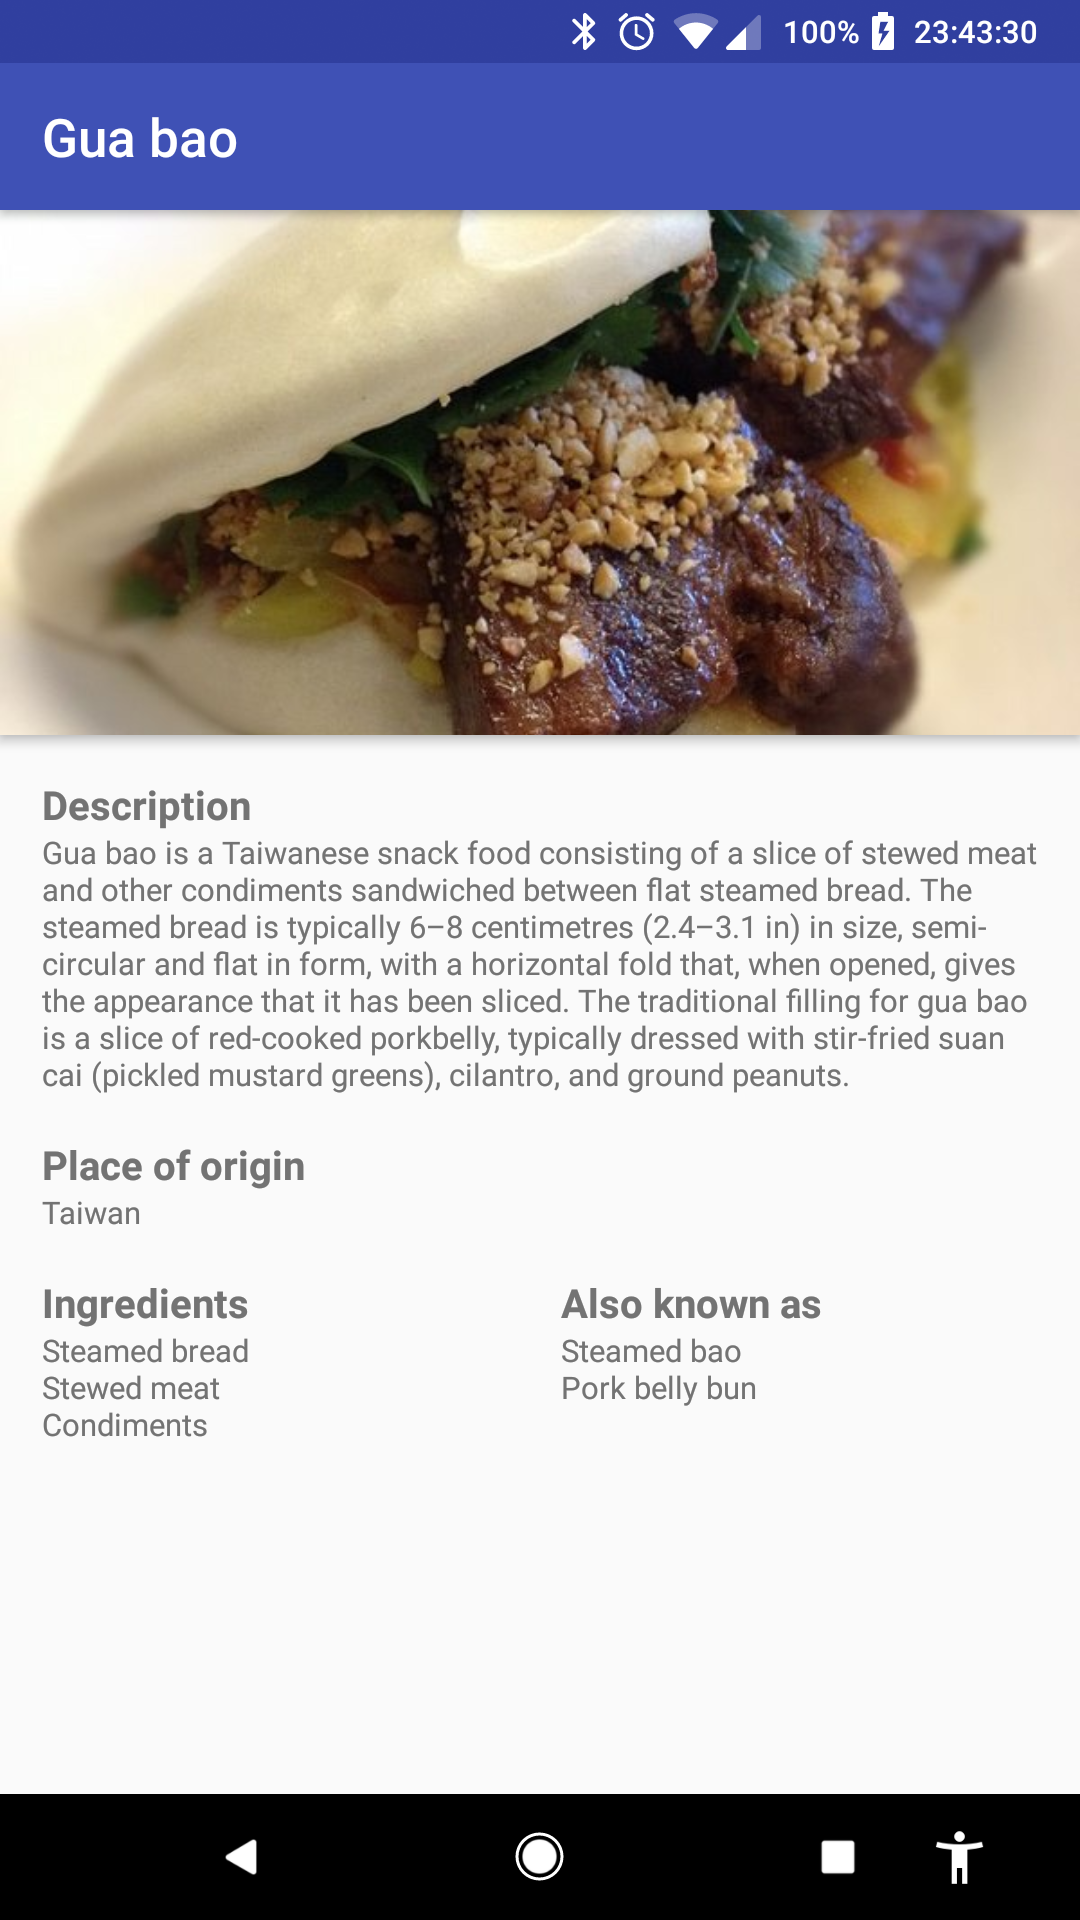 100% 23:43:30
Gua bao
Description
Gua bao is a Taiwanese snack food consisting of a slice of stewed meat
and other condiments sandwiched between flat steamed bread. The
steamed bread is typically 6–8 centimetres (2.4–3.1 in) in size, semi-
circular and flat in form, with a horizontal fold that, when opened, gives
the appearance that it has been sliced. The traditional filling for gua bao
is a slice of red-cooked porkbelly, typically dressed with stir-fried suan
cai (pickled mustard greens), cilantro, and ground peanuts.
Place of origin
Taiwan
Ingredients
Steamed bread
Stewed meat
Condiments
Also known as
Steamed bao
Pork belly bun